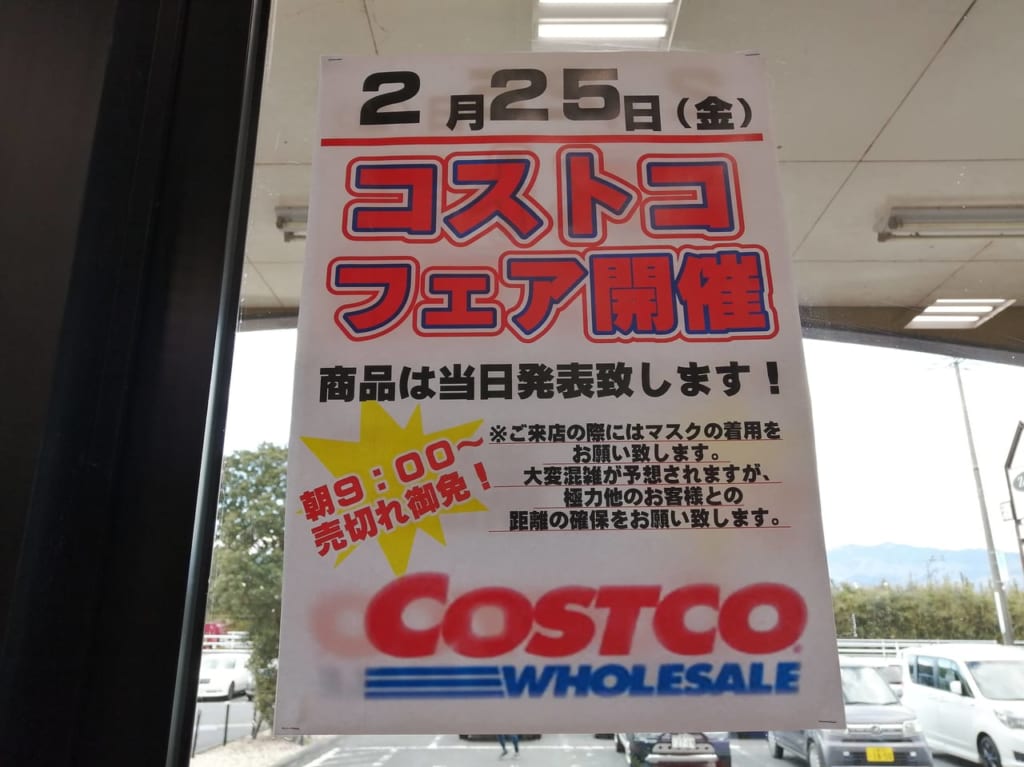 2月25日(金)
コストコ
フェア開催
商品は当日発表致します!
朝9:00〜
売切れ御免!
※ご来店の際にはマスクの着用を
お願い致します。
大変混雑が予想されますが、
極力他のお客様との
距離の確保をお願い致します。
COSTCO
WHOLESALE